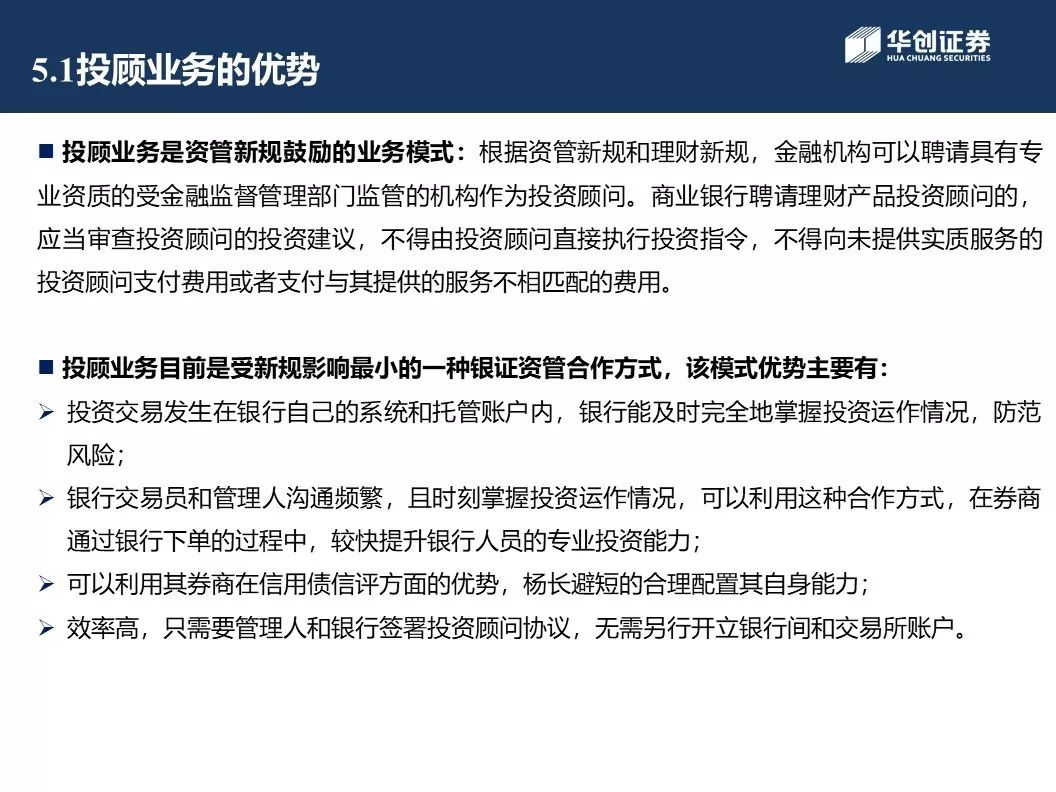 华创证券
HUA CHUANG SECURITIES
5.1投顾业务的优势
■ 投顾业务是资管新规鼓励的业务模式：根据资管新规和理财新规，金融机构可以聘请具有专
业资质的受金融监督管理部门监管的机构作为投资顾问。商业银行聘请理财产品投资顾问的，
应当审查投资顾问的投资建议，不得由投资顾问直接执行投资指令，不得向未提供实质服务的
投资顾问支付费用或者支付与其提供的服务不相匹配的费用。
■ 投顾业务目前是受新规影响最小的一种银证资管合作方式，该模式优势主要有：
➢ 投资交易发生在银行自己的系统和托管账户内，银行能及时完全地掌握投资运作情况，防范
风险；
➢ 银行交易员和管理人沟通频繁，且时刻掌握投资运作情况，可以利用这种合作方式，在券商
通过银行下单的过程中，较快提升银行人员的专业投资能力；
➢ 可以利用其券商在信用债信评方面的优势，杨长避短的合理配置其自身能力；
➢ 效率高，只需要管理人和银行签署投资顾问协议，无需另行开立银行间和交易所账户。